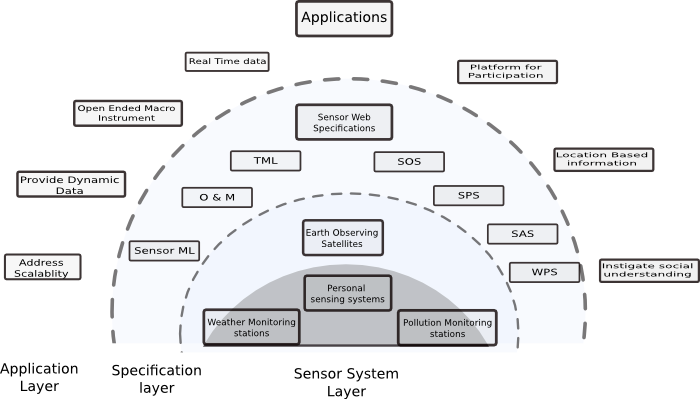 Applications
Real Time data
Platform for
Participation
Open Ended Macro
Instrument
Sensor Web
Specifications
TML
SOS
Location Based
information
Provide Dynamic
Data
O & M
SPS
Earth Observing
Satellites
SAS
Sensor ML
Address
Scalablity
WPS
Instigate social
understanding
Personal
sensing systems
Weather Monitoring
stations
Pollution Monitoring
stations
Application
Layer
Specification
layer
Sensor System
Layer